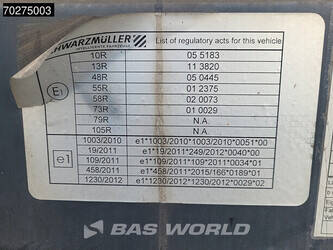 70275003
SCHWARZMÜLLER
INTELLIGENTE FAHRZEUGE
List of regulatory acts for this vehicle
10R 05 5183
13R 11 3820
48R 05 0445
55R 01 2375
58R 02 0073
73R 01 0029
79R N.A.
105R N.A.
E1
1003/2010 e1*1003/2010*1003/2010*0051*00
19/2011 e1*19/2011*249/2012*0040*00
e1
109/2011 e1*109/2011*109/2011*0034*01
458/2011 e1*458/2011*2015/166*0189*01
1230/2012 e1*1230/2012*1230/2012*0029*02
BAS WORLD